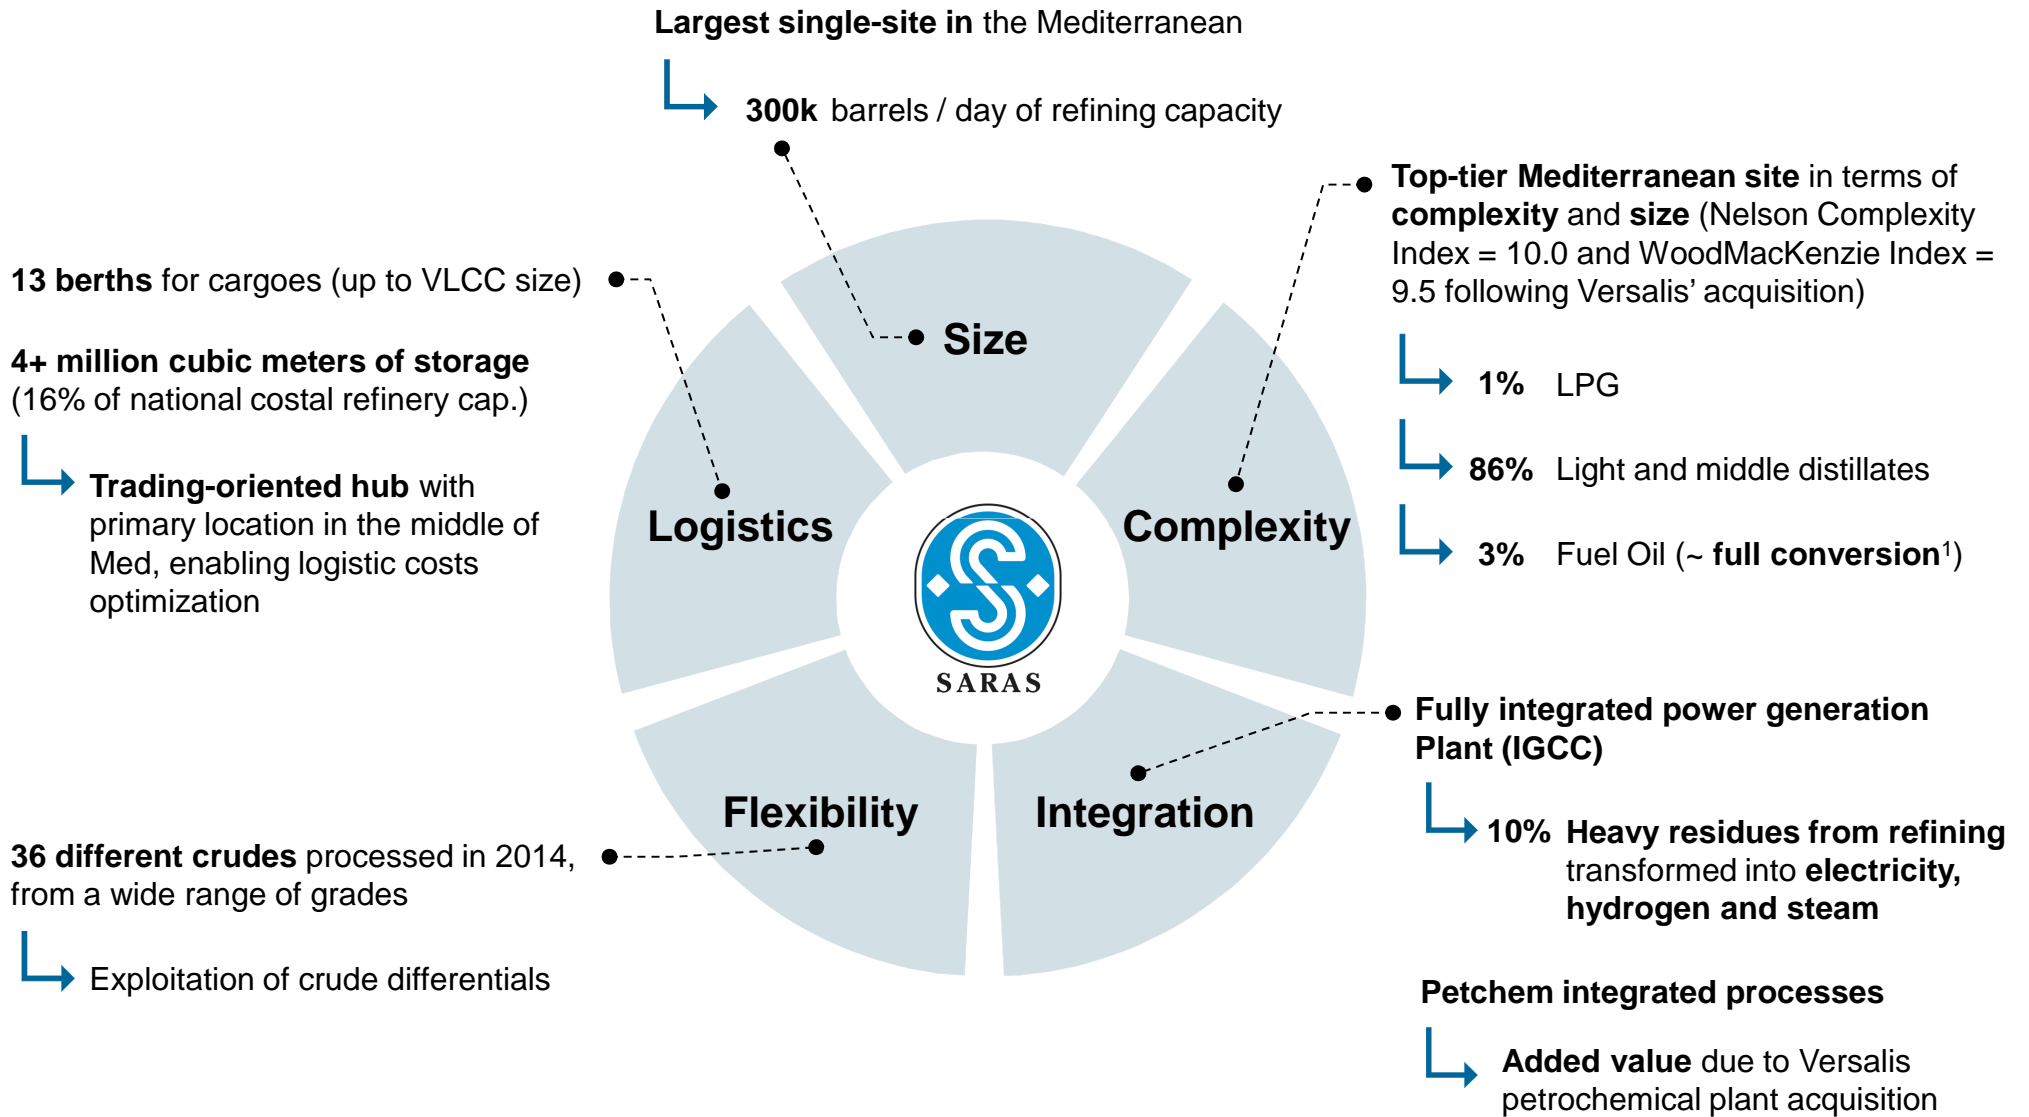 Largest single-site in the Mediterranean
300k barrels / day of refining capacity
Top-tier Mediterranean site in terms of
complexity and size (Nelson Complexity
Index = 10.0 and WoodMacKenzie Index =
9.5 following Versalis' acquisition)
1% LPG
86% Light and middle distillates
3% Fuel Oil (~ full conversion¹)
13 berths for cargoes (up to VLCC size)
4+ million cubic meters of storage
(16% of national costal refinery cap.)
Trading-oriented hub with
primary location in the middle of
Med, enabling logistic costs
optimization
Size
Logistics
Complexity
SARAS
Flexibility
Integration
Fully integrated power generation
Plant (IGCC)
10% Heavy residues from refining
transformed into electricity,
hydrogen and steam
36 different crudes processed in 2014,
from a wide range of grades
Exploitation of crude differentials
Petchem integrated processes
Added value due to Versalis
petrochemical plant acquisition